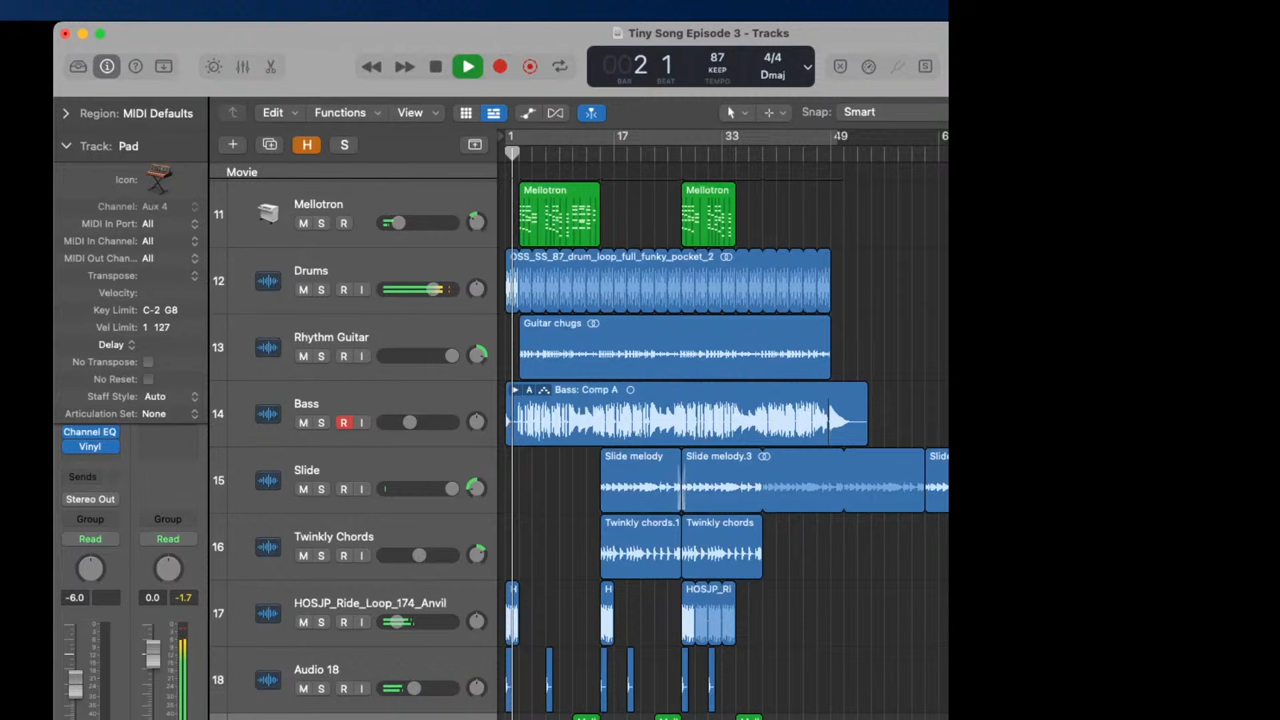 Tiny Song Episode 3 - Tracks
002 1
BAR BEAT
87
KEEP
TEMPO
4/4
Dmaj
Region: MIDI Defaults
Edit Functions View
Snap: Smart
Track: Pad
H S
1 17 33 49
Movie
Icon:
Channel: Aux 4
MIDI In Port: All
MIDI In Channel: All
MIDI Out Chan... All
Transpose:
Velocity:
Key Limit: C-2 G8
Vel Limit: 1 127
Delay
No Transpose:
No Reset:
Staff Style: Auto
Articulation Set: None
Channel EQ
Vinyl
Sends
Stereo Out
Group Group
Read Read
-6.0 0.0 -1.7
11 Mellotron
M S R
Mellotron Mellotron
12 Drums
M S R I
OSS_SS_87_drum_loop_full_funky_pocket_2
13 Rhythm Guitar
M S R I
Guitar chugs
14 Bass
M S R I
A Bass: Comp A
15 Slide
M S R I
Slide melody Slide melody.3 Slide
16 Twinkly Chords
M S R I
Twinkly chords.1 Twinkly chords
17 HOSJP_Ride_Loop_174_Anvil
M S R I
H H HOSJP_Ri
18 Audio 18
M S R I